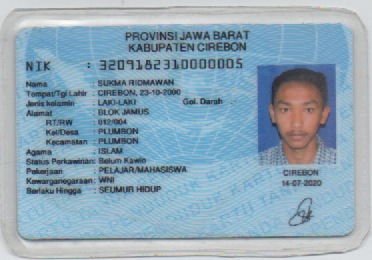 PROVINSI JAWA BARAT
KABUPATEN CIREBON
NIK : 3209182310000005
Nama : SUKMA RIDMAWAN
Tempat/Tgl Lahir : CIREBON, 23-10-2000
Jenis kelamin : LAKI-LAKI Gol. Darah :
Alamat : BLOK JAMUS
RT/RW : 012/004
Kel/Desa : PLUMBON
Kecamatan : PLUMBON
Agama : ISLAM
Status Perkawinan: Belum Kawin
Pekerjaan : PELAJAR/MAHASISWA
Kewarganegaraan: WNI
Berlaku Hingga : SEUMUR HIDUP
CIREBON
14-07-2020